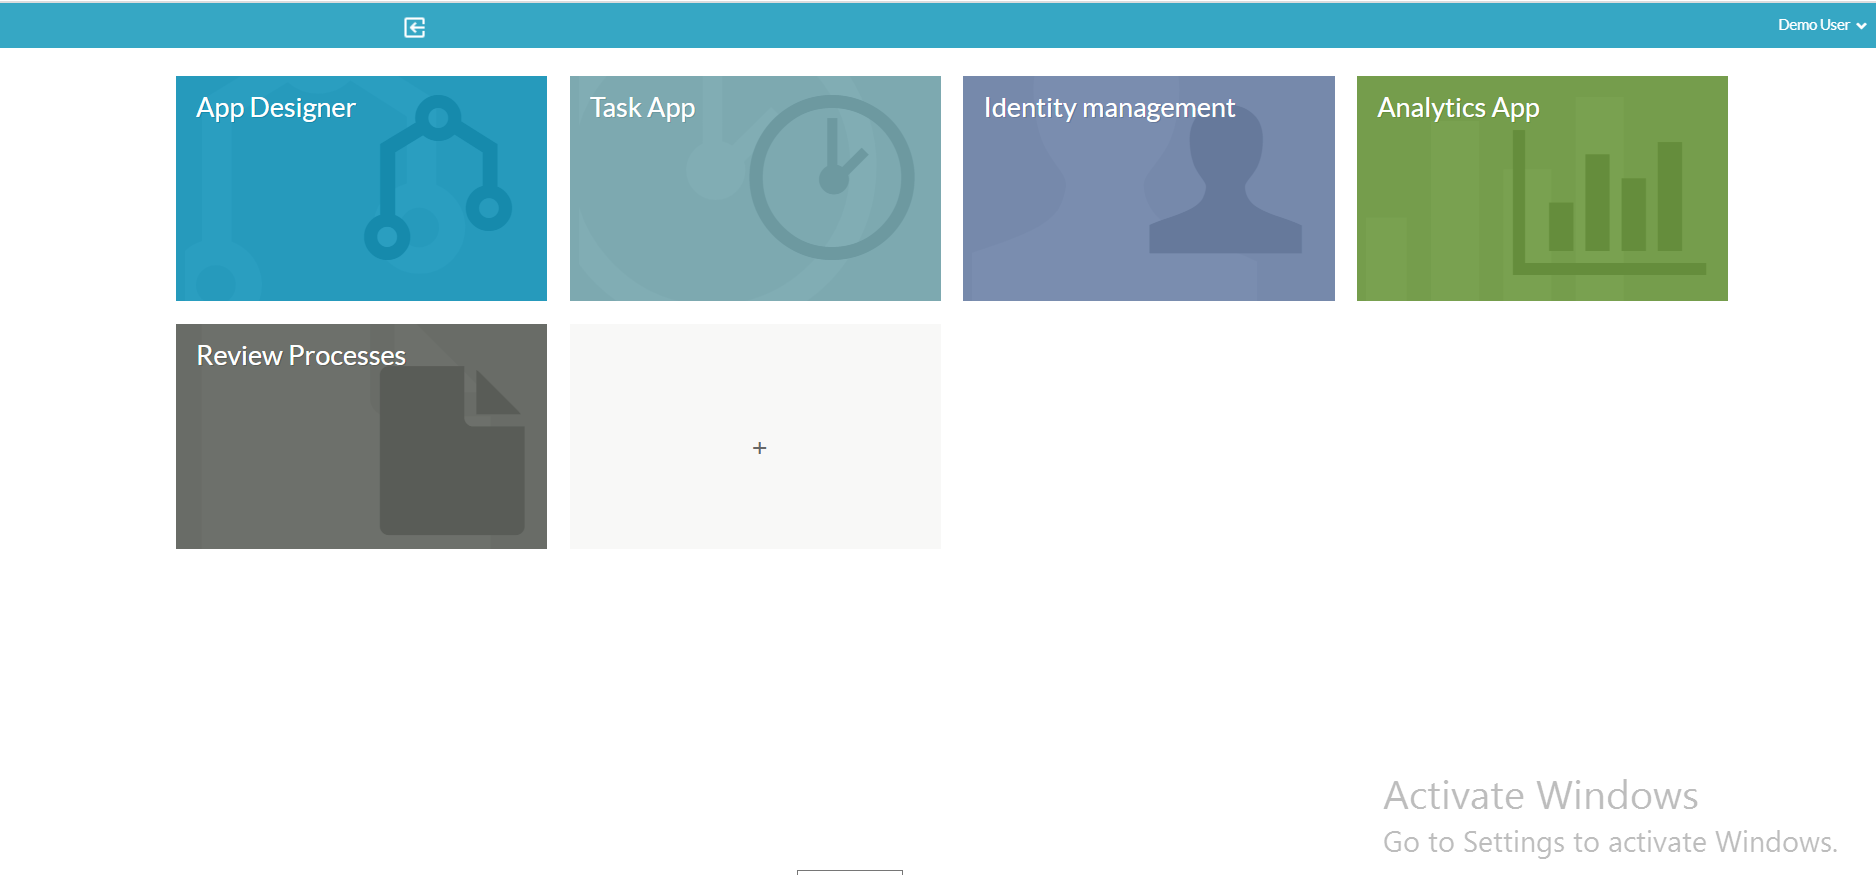 Demo User
App Designer
Task App
Identity management
Analytics App
Review Processes
+
Activate Windows
Go to Settings to activate Windows.